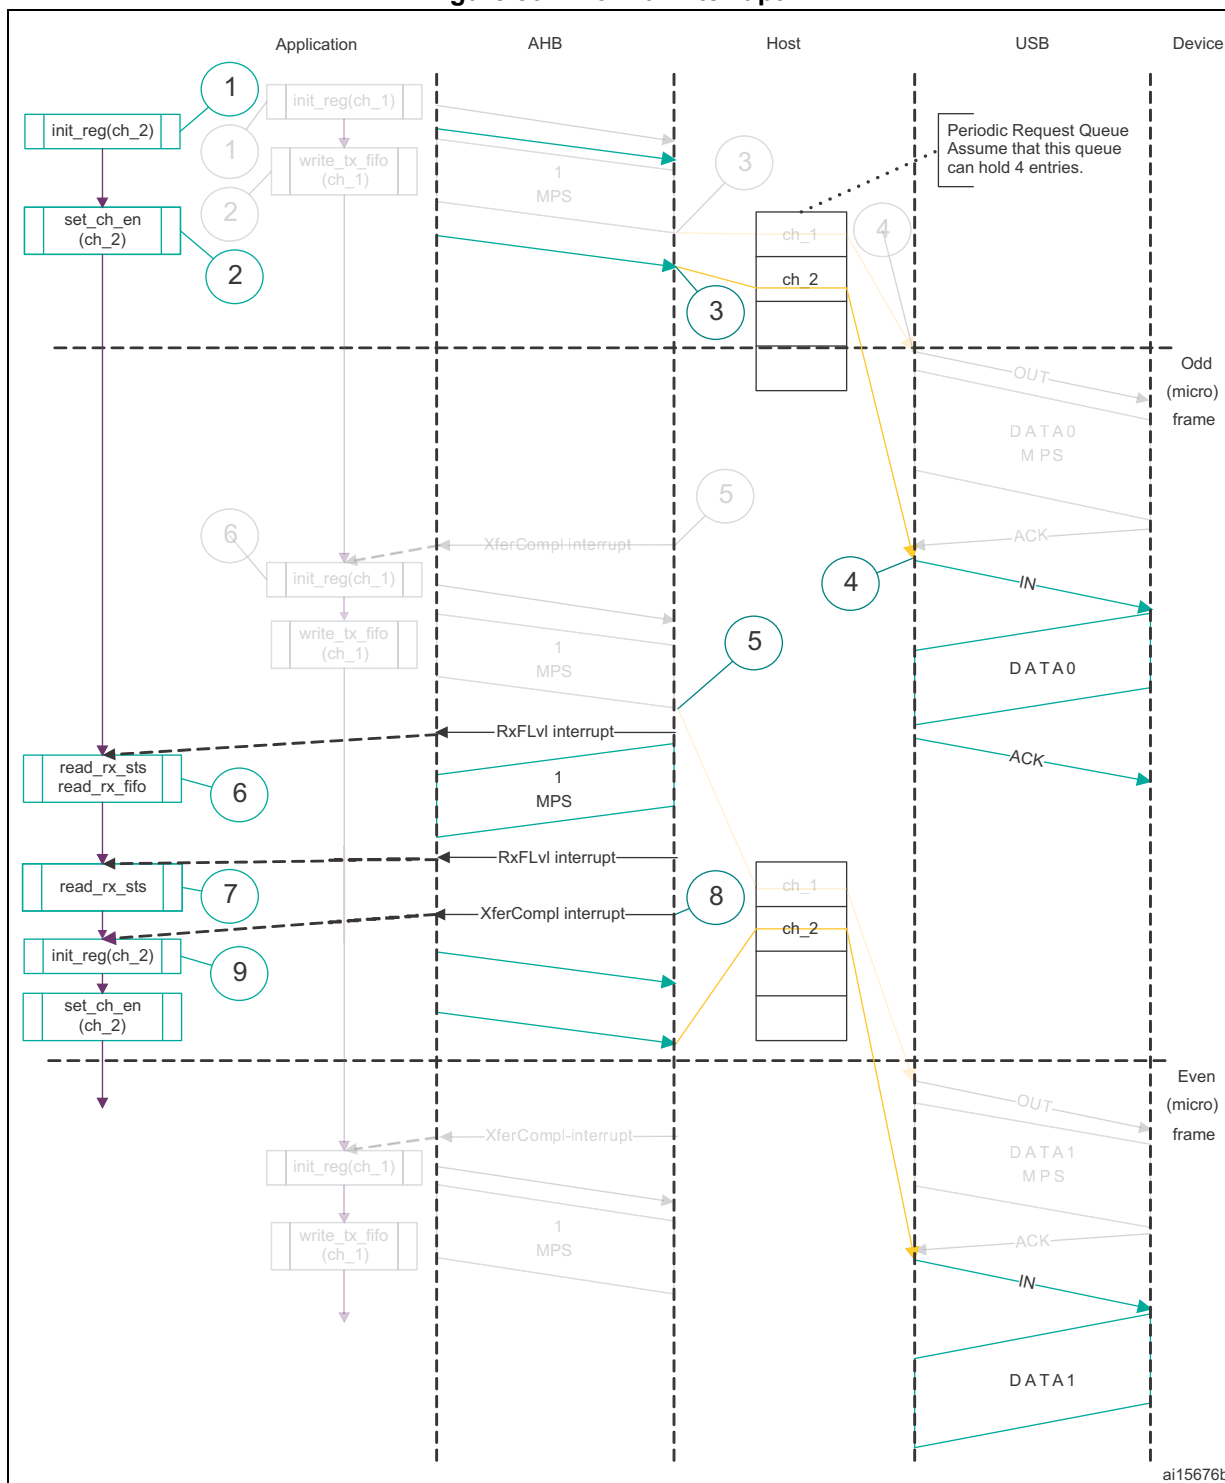 Application
AHB
Host
USB
Device
1
init_reg(ch_1)
init_reg(ch_2)
1
write_tx_fifo
(ch_1)
1
MPS
Periodic Request Queue
Assume that this queue
can hold 4 entries.
3
2
set_ch_en
(ch_2)
2
ch_1
4
ch_2
3
Odd
(micro)
frame
OUT
DATA0
MPS
5
6
XferCompl interrupt
ACK
init_reg(ch_1)
4
IN
write_tx_fifo
(ch_1)
1
MPS
5
DATA0
RxFLvl interrupt
ACK
read_rx_sts
read_rx_fifo
6
1
MPS
RxFLvl interrupt
read_rx_sts
7
8
ch_1
XferCompl interrupt
ch_2
init_reg(ch_2)
9
set_ch_en
(ch_2)
Even
(micro)
frame
OUT
XferCompl-interrupt
init_reg(ch_1)
DATA1
MPS
write_tx_fifo
(ch_1)
1
MPS
ACK
IN
DATA1
ai15676b